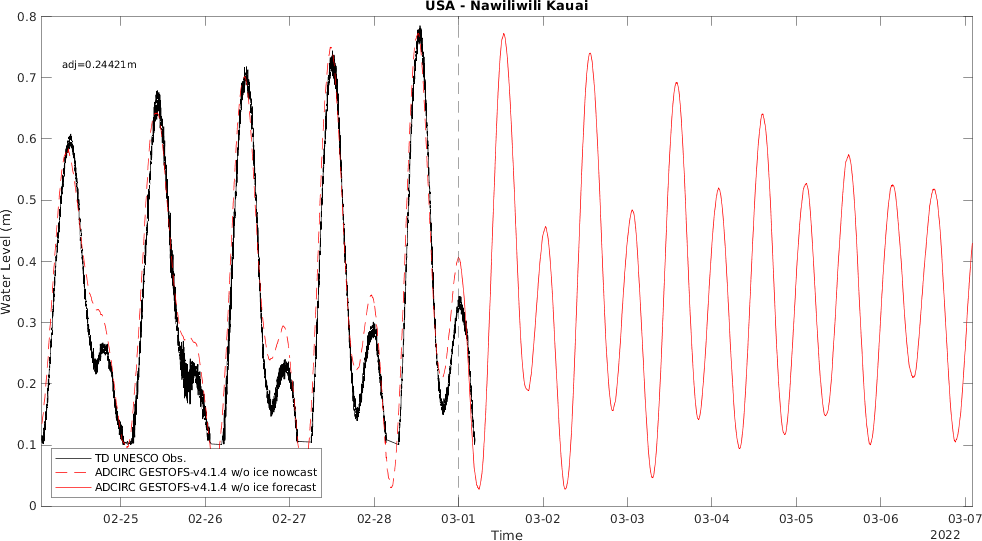 USA - Nawiliwili Kauai
adj=0.24421m
Water Level (m)
0.8
0.7
0.6
0.5
0.4
0.3
0.2
0.1
0
TD UNESCO Obs.
ADCIRC GESTOFS-v4.1.4 w/o ice nowcast
ADCIRC GESTOFS-v4.1.4 w/o ice forecast
02-25 02-26 02-27 02-28 03-01 03-02 03-03 03-04 03-05 03-06 03-07
Time
2022